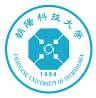 朝陽科技大學
1994
CHAOYANG UNIVERSITY OF TECHNOLOGY